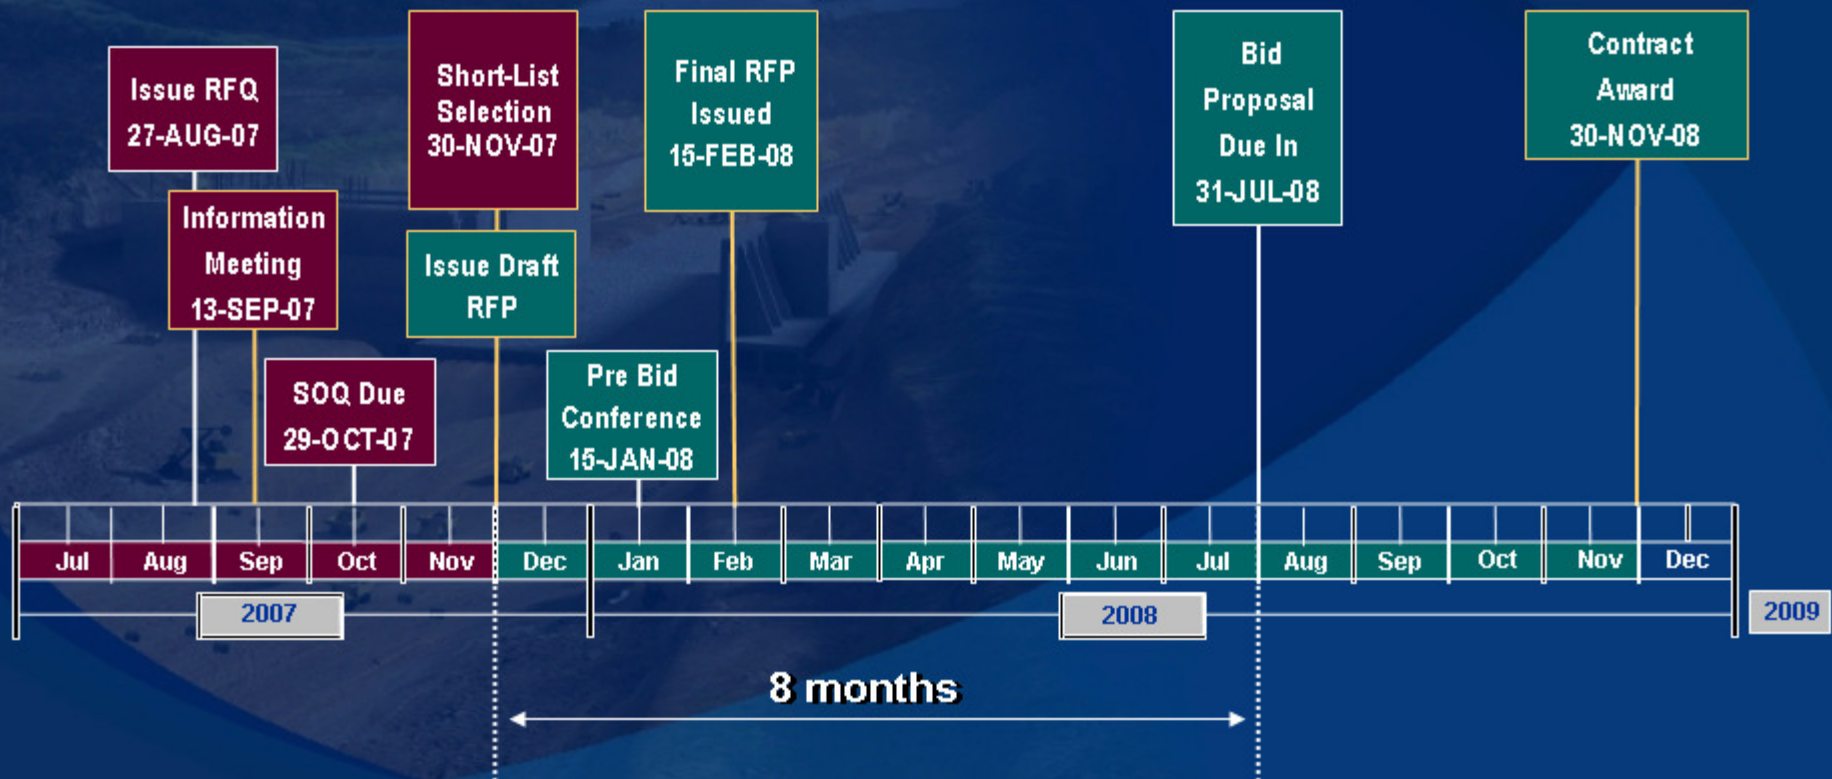 Issue RFQ
27-AUG-07
Information
Meeting
13-SEP-07
SOQ Due
29-OCT-07
Short-List
Selection
30-NOV-07
Issue Draft
RFP
Pre Bid
Conference
15-JAN-08
Final RFP
Issued
15-FEB-08
Bid
Proposal
Due In
31-JUL-08
Contract
Award
30-NOV-08
Jul Aug Sep Oct Nov Dec Jan Feb Mar Apr May Jun Jul Aug Sep Oct Nov Dec
2007 2008 2009
8 months